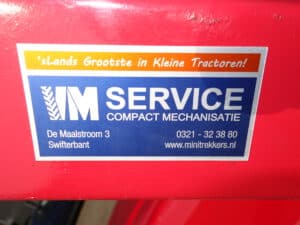 'sLands Grootste in Kleine Tractoren!
VM SERVICE
COMPACT MECHANISATIE
De Maalstroom 3 0321 - 32 38 80
Swifterbant www.minitrekkers.nl